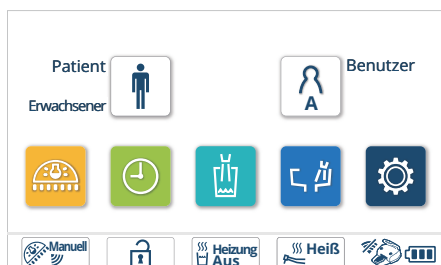 Patient
Erwachsener
Benutzer
A
Manuell
Heizung
Aus
Heiß